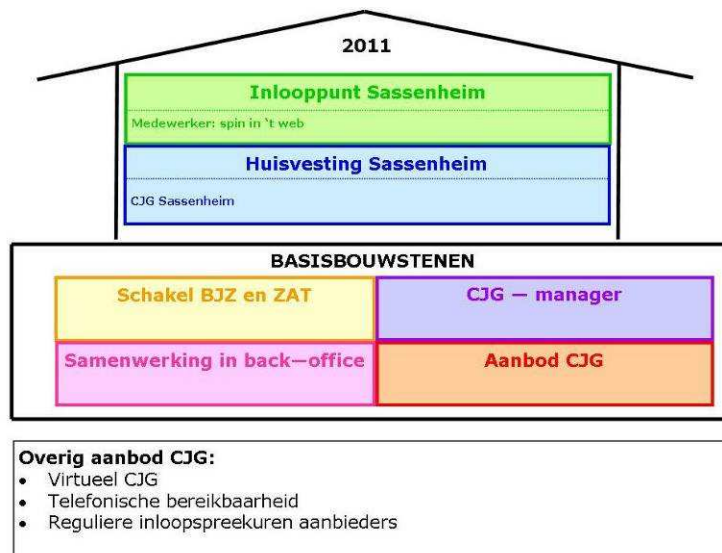 2011
Inlooppunt Sassenheim
Medewerker: spin in ‘t web
Huisvesting Sassenheim
CJG Sassenheim
BASISBOUWSTENEN
Schakel BJZ en ZAT
CJG — manager
Samenwerking in back—office
Aanbod CJG
Overig aanbod CJG:
• Virtueel CJG
• Telefonische bereikbaarheid
• Reguliere inloopspreekuren aanbieders